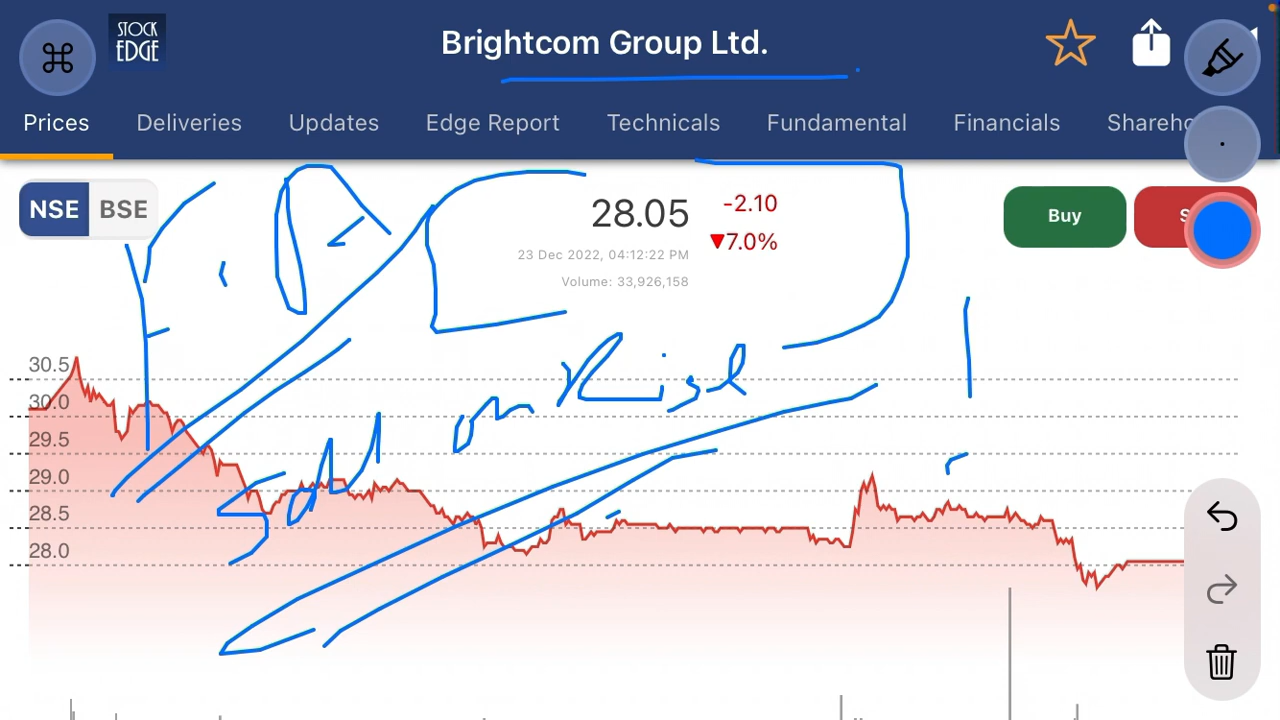 STOCK
EDGE
Brightcom Group Ltd.
Prices Deliveries Updates Edge Report Technicals Fundamental Financials Shareho
NSE BSE
28.05 -2.10
▼7.0%
23 Dec 2022, 04:12:22 PM
Volume: 33,926,158
Buy S
30.5
30.0
29.5
29.0
28.5
28.0
on Rise